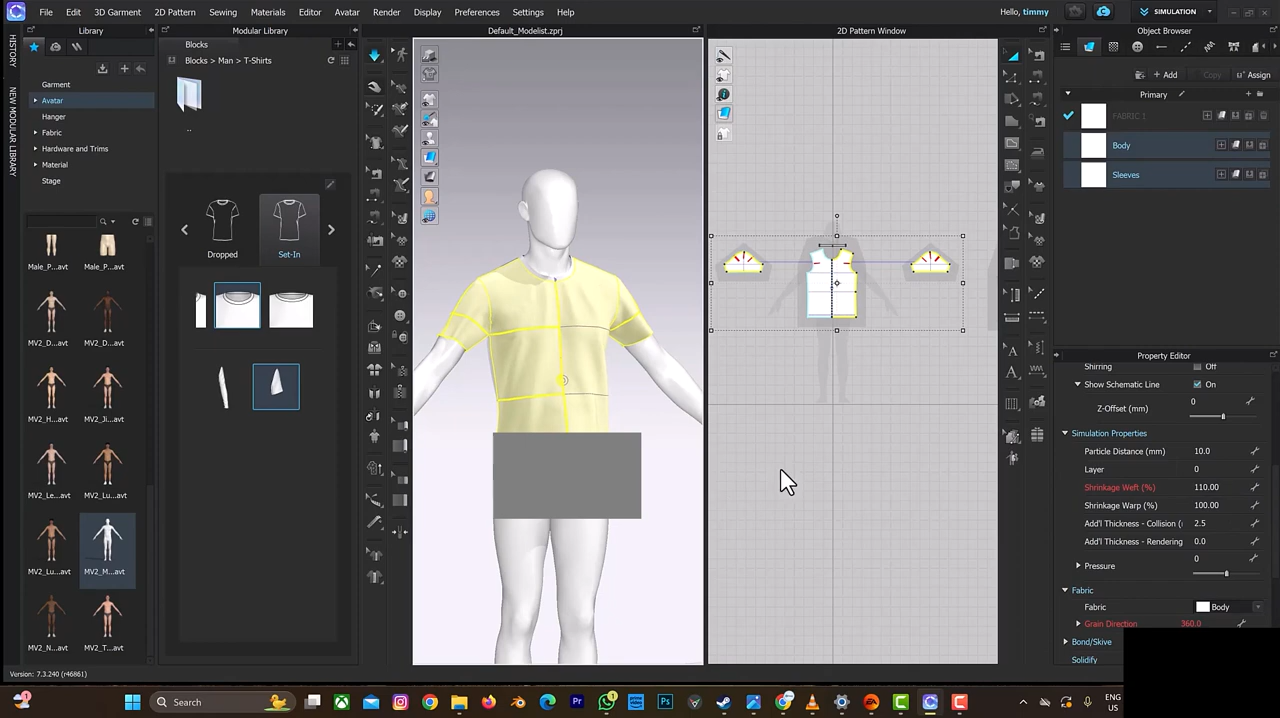 File Edit 3D Garment 2D Pattern Sewing Materials Editor Avatar Render Display Preferences Settings Help
Hello, timmy
SIMULATION
Library
Modular Library
Default_Modelist.zprj
2D Pattern Window
Object Browser
HISTORY
NEW MODULAR LIBRARY
Blocks
Blocks > Man > T-Shirts
..
Garment
Avatar
Hanger
Fabric
Hardware and Trims
Material
Stage
Male_P....avt
Male_P....avt
MV2_D...avt
MV2_D...avt
MV2_H...avt
MV2_Ji...avt
MV2_Le...avt
MV2_Lu...avt
MV2_Lu...avt
MV2_M...avt
MV2_N...avt
MV2_T...avt
Dropped
Set-In
+ Add
Copy
Assign
Primary
FABRIC 1
Body
Sleeves
Property Editor
Shirring Off
Show Schematic Line On
Z-Offset (mm) 0
Simulation Properties
Particle Distance (mm) 10.0
Layer 0
Shrinkage Weft (%) 110.00
Shrinkage Warp (%) 100.00
Add'l Thickness - Collision ( 2.5
Add'l Thickness - Rendering 0.0
Pressure 0
Fabric
Fabric Body
Grain Direction 360.0
Bond/Skive
Solidify
Version: 7.3.240 (r46861)
1
Search
ENG
US